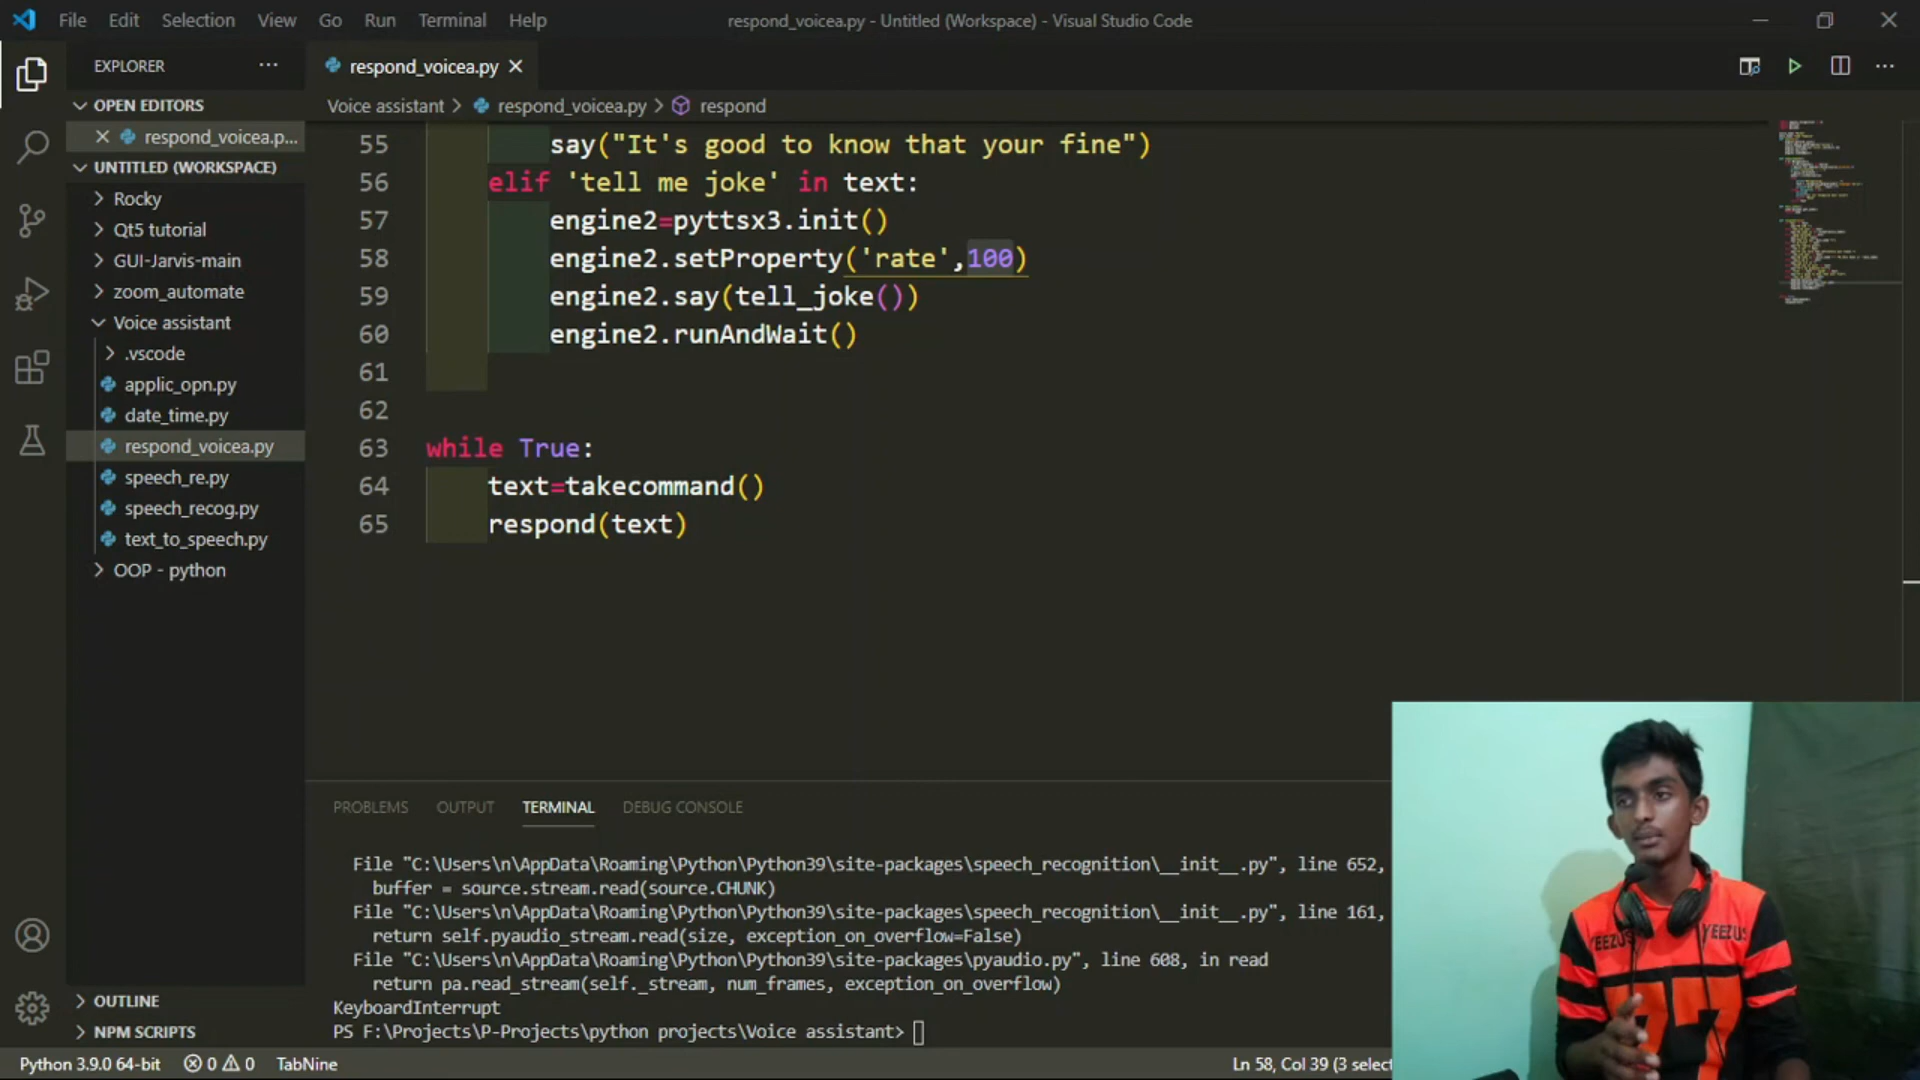 File Edit Selection View Go Run Terminal Help
respond_voicea.py - Untitled (Workspace) - Visual Studio Code
EXPLORER
OPEN EDITORS
respond_voicea.p...
UNTITLED (WORKSPACE)
Rocky
Qt5 tutorial
GUI-Jarvis-main
zoom_automate
Voice assistant
.vscode
applic_opn.py
date_time.py
respond_voicea.py
speech_re.py
speech_recog.py
text_to_speech.py
OOP - python
OUTLINE
NPM SCRIPTS
respond_voicea.py
Voice assistant > respond_voicea.py > respond
55 say("It's good to know that your fine")
56 elif 'tell me joke' in text:
57 engine2=pyttsx3.init()
58 engine2.setProperty('rate',100)
59 engine2.say(tell_joke())
60 engine2.runAndWait()
61
62
63 while True:
64 text=takecommand()
65 respond(text)
PROBLEMS OUTPUT TERMINAL DEBUG CONSOLE
File "C:\Users\n\AppData\Roaming\Python\Python39\site-packages\speech_recognition\__init__.py", line 652,
buffer = source.stream.read(source.CHUNK)
File "C:\Users\n\AppData\Roaming\Python\Python39\site-packages\speech_recognition\__init__.py", line 161,
return self.pyaudio_stream.read(size, exception_on_overflow=False)
File "C:\Users\n\AppData\Roaming\Python\Python39\site-packages\pyaudio.py", line 608, in read
return pa.read_stream(self._stream, num_frames, exception_on_overflow)
KeyboardInterrupt
PS F:\Projects\P-Projects\python projects\Voice assistant>
YEEZUS YEEZUS
Python 3.9.0 64-bit 0 0 TabNine
Ln 58, Col 39 (3 select